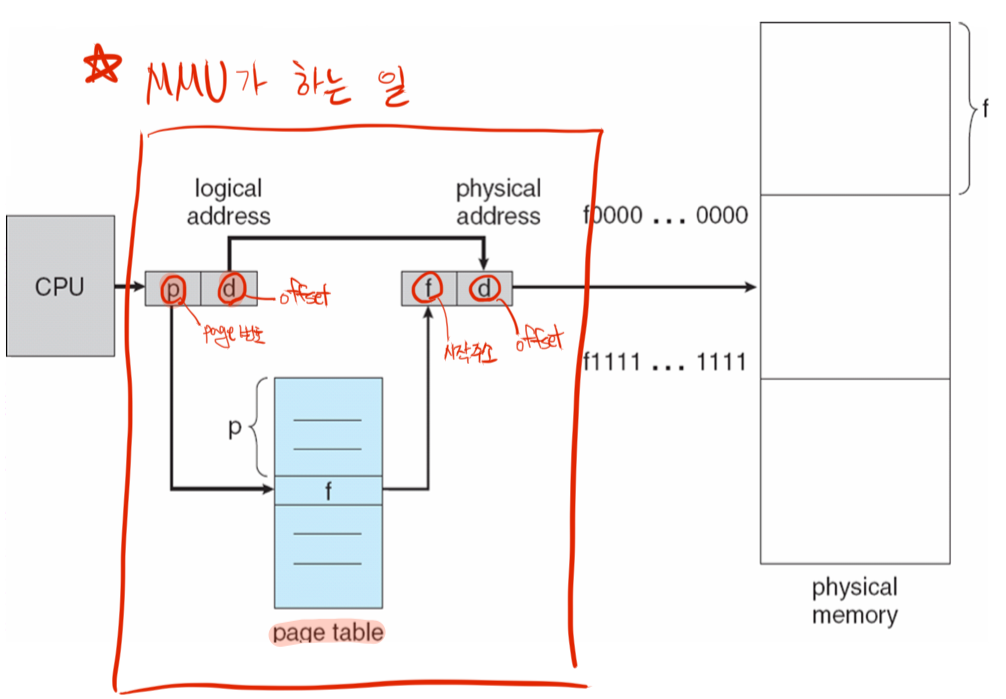 ☆ MMU가 하는 일
f
logical
address
physical
address
f0000 ... 0000
CPU
p d
offset
page 번호
f d
시작주소
offset
f1111 ... 1111
p
f
page table
physical
memory